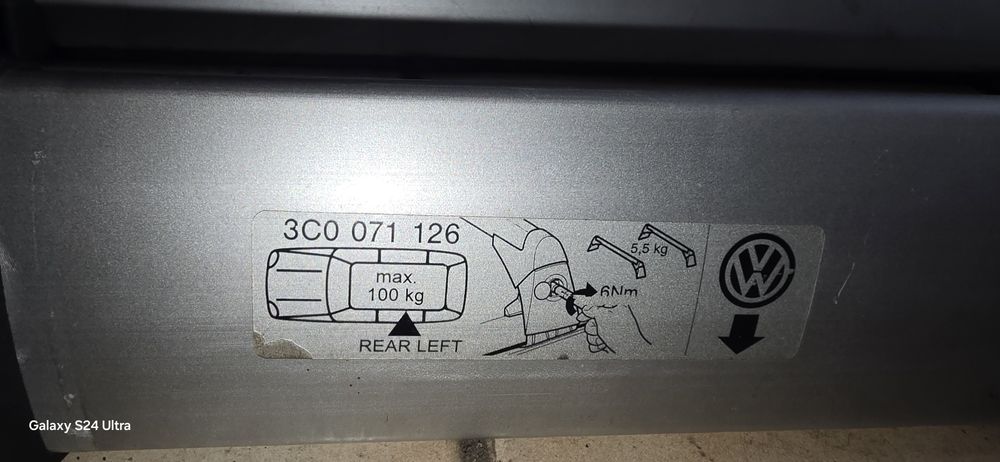 3C0 071 126
max.
100 kg
REAR LEFT
5,5 kg
6Nm
Galaxy S24 Ultra